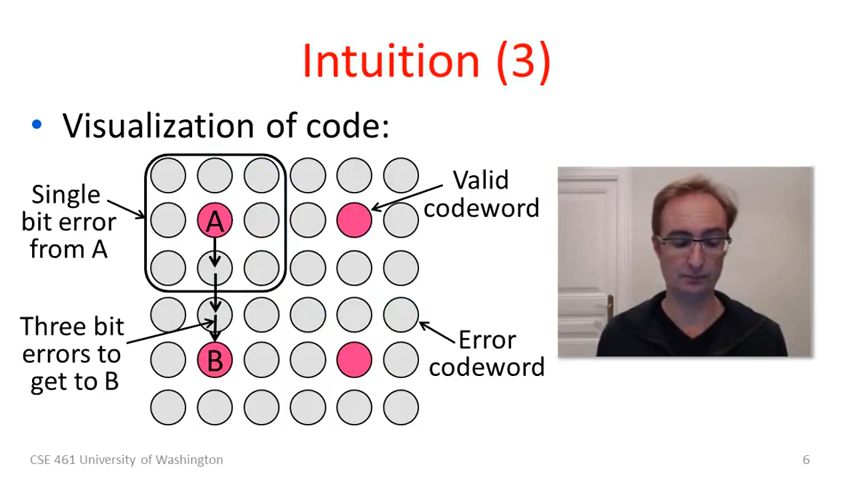 Intuition (3)
• Visualization of code:
Single
bit error
from A
Valid
codeword
A
Three bit
errors to
get to B
B
Error
codeword
CSE 461 University of Washington
6